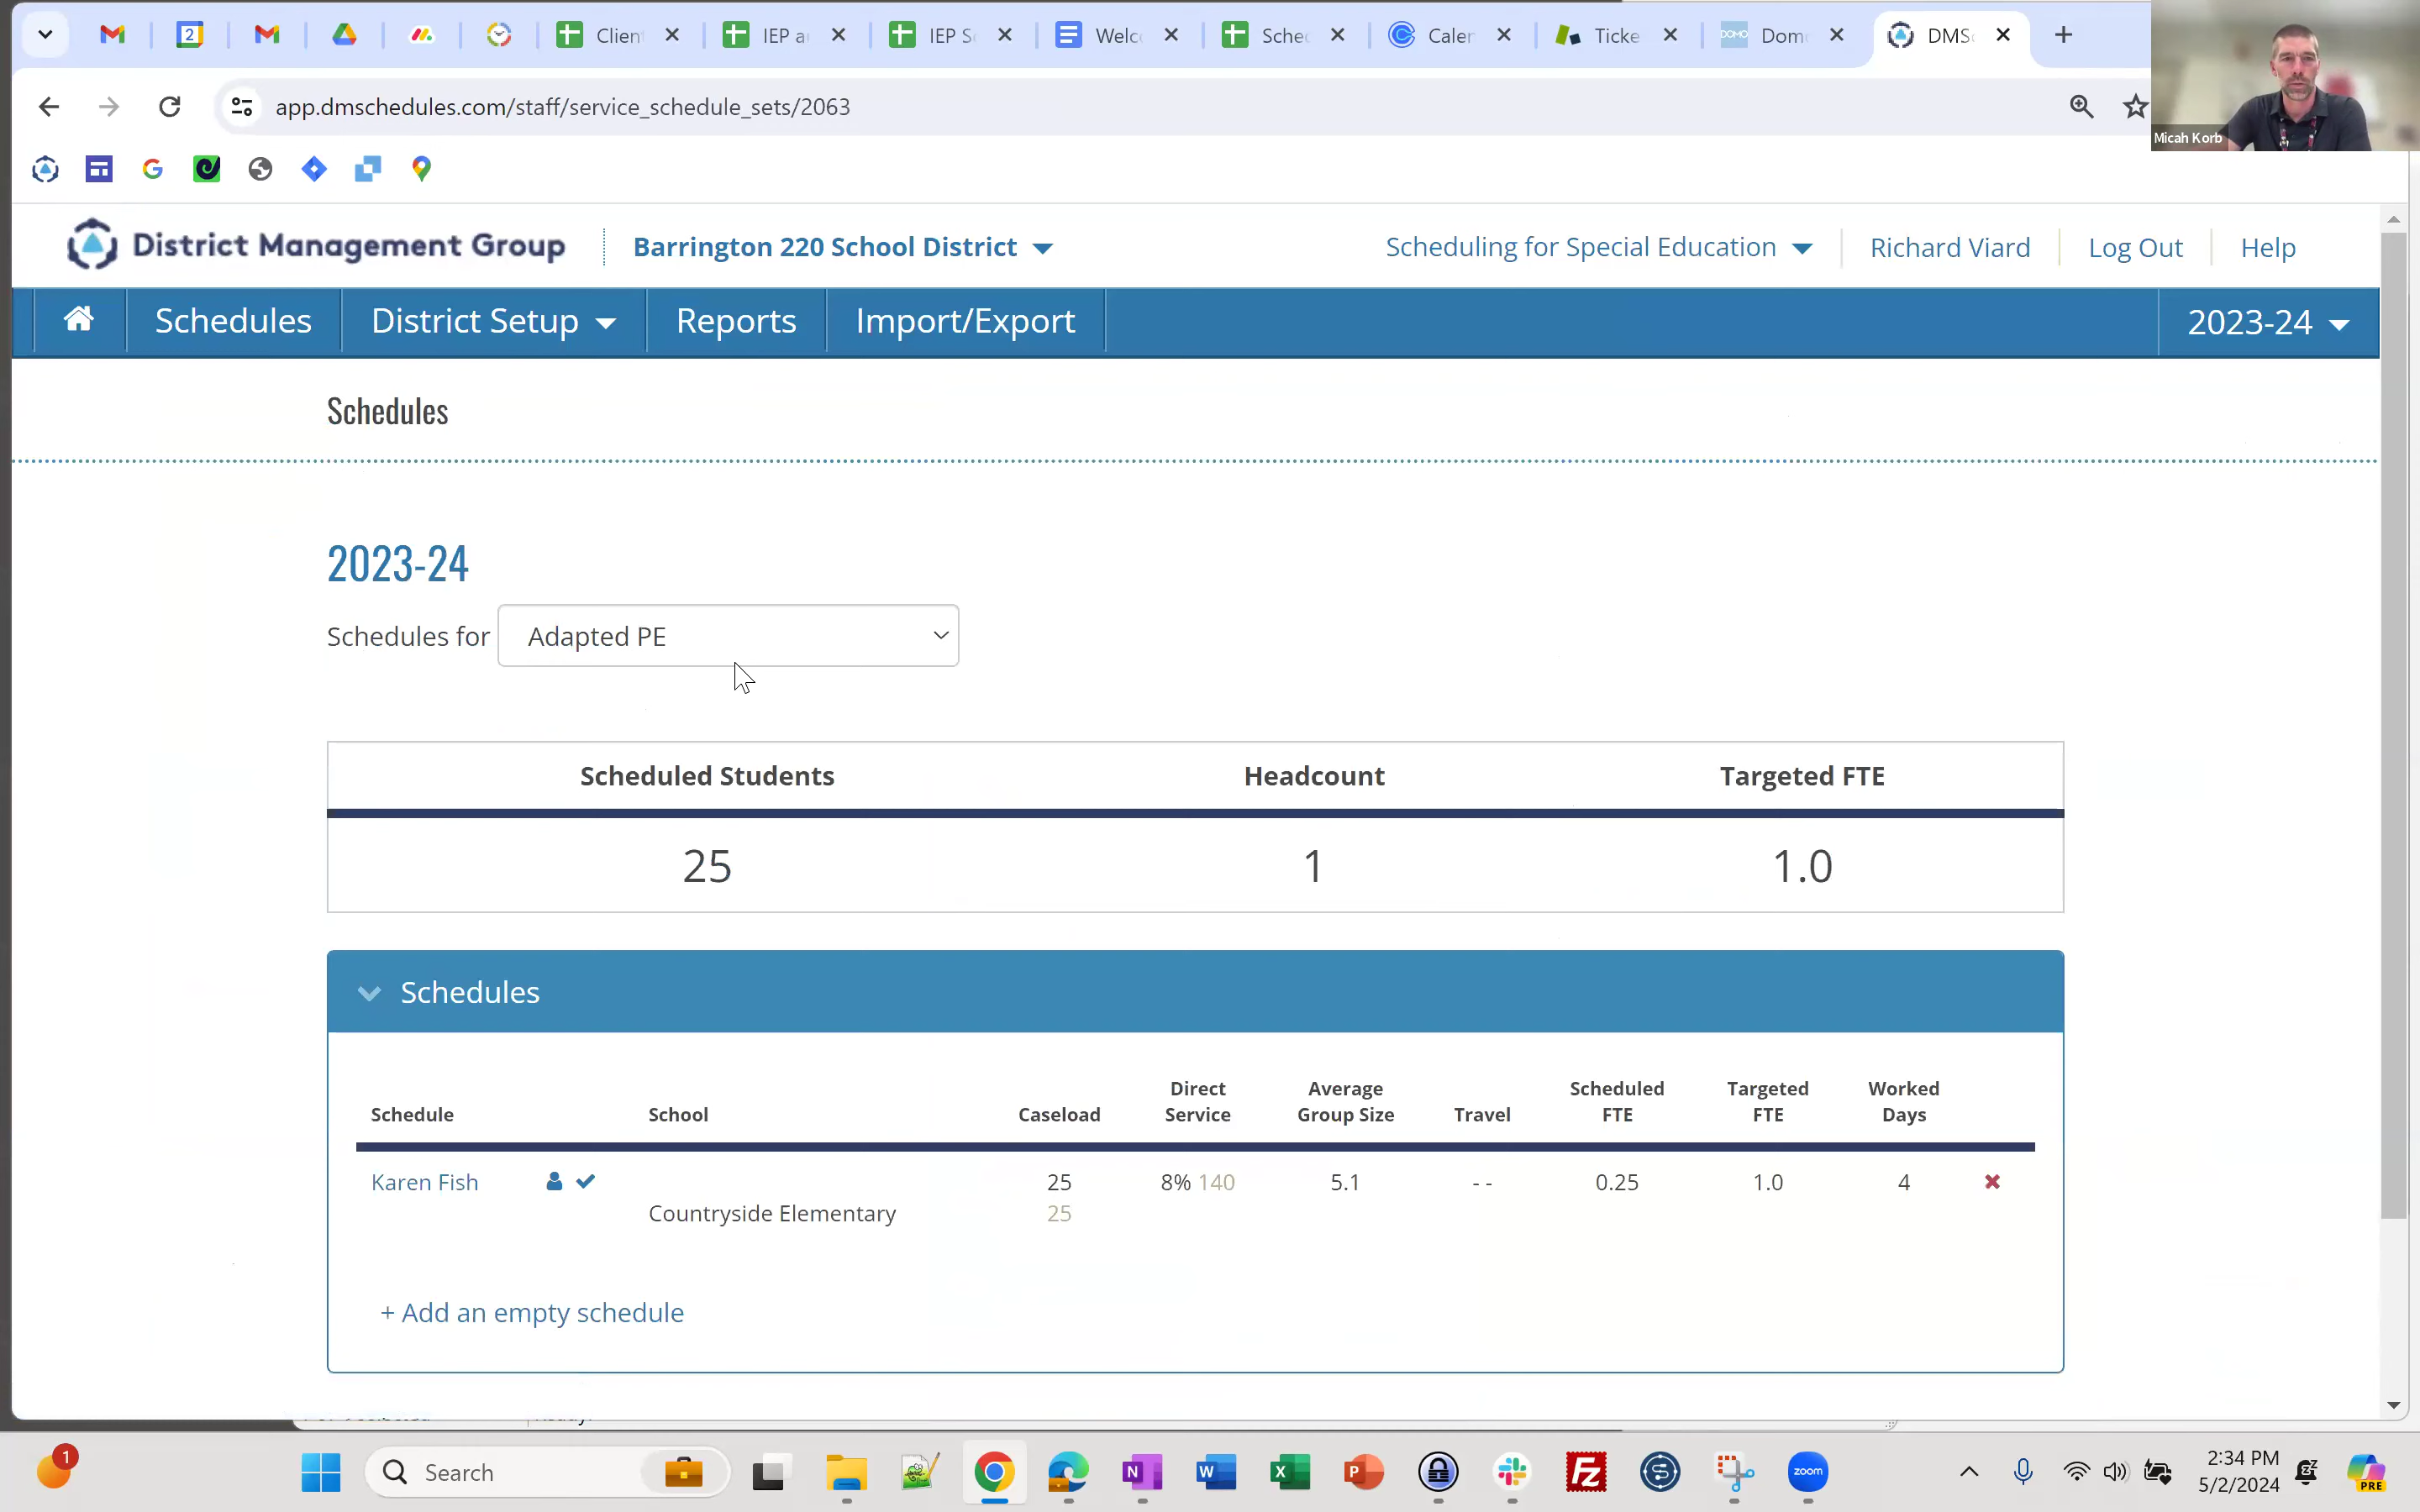 Clien
IEP a
IEP S
Welc
Sche
Caler
Ticke
DOMO
Dom
DMS
app.dmschedules.com/staff/service_schedule_sets/2063
Micah Korb
District Management Group
Barrington 220 School District
Scheduling for Special Education
Richard Viard
Log Out
Help
Schedules
District Setup
Reports
Import/Export
2023-24
Schedules
2023-24
Schedules for
Adapted PE
Scheduled Students
Headcount
Targeted FTE
25
1
1.0
Schedules
Schedule
School
Caseload
Direct
Service
Average
Group Size
Travel
Scheduled
FTE
Targeted
FTE
Worked
Days
Karen Fish
25
8% 140
5.1
- -
0.25
1.0
4
Countryside Elementary
25
+ Add an empty schedule
1
Search
zoom
2:34 PM
5/2/2024
PRE